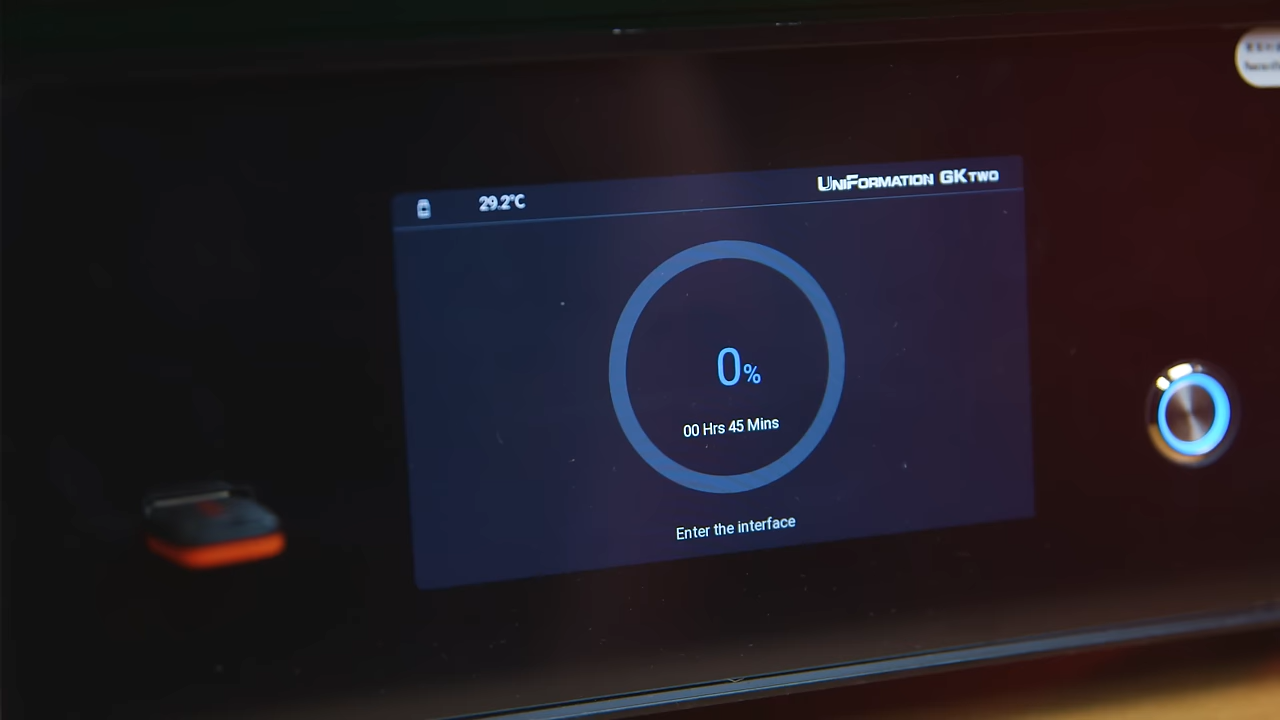 29.2°C
UNIFORMATION GKTWO
0%
00 Hrs 45 Mins
Enter the interface